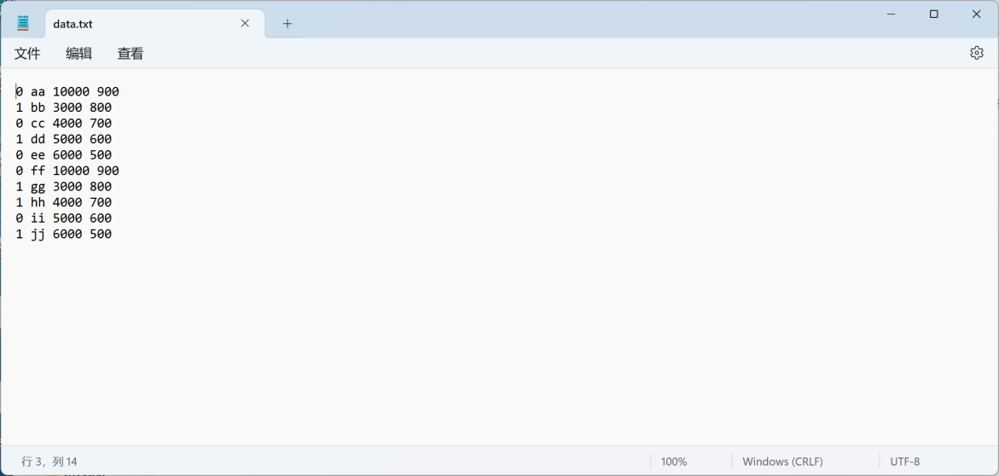 data.txt
文件 编辑 查看
0 aa 10000 900
1 bb 3000 800
0 cc 4000 700
1 dd 5000 600
0 ee 6000 500
0 ff 10000 900
1 gg 3000 800
1 hh 4000 700
0 ii 5000 600
1 jj 6000 500
行 3，列 14 100% Windows (CRLF) UTF-8